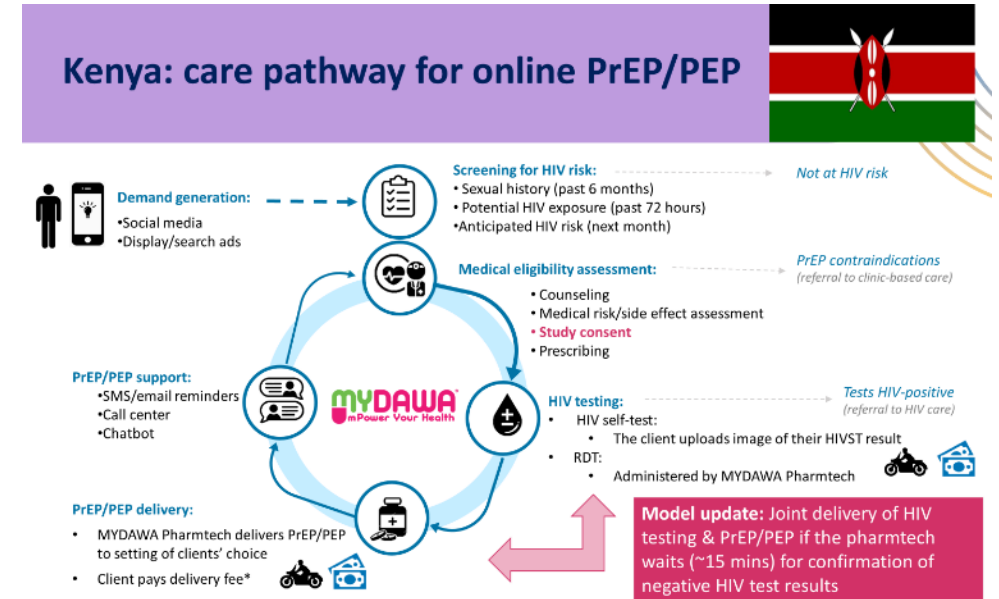 Kenya: care pathway for online PrEP/PEP
Demand generation:
•Social media
•Display/search ads
Screening for HIV risk:
• Sexual history (past 6 months)
• Potential HIV exposure (past 72 hours)
•Anticipated HIV risk (next month)
Not at HIV risk
Medical eligibility assessment:
• Counseling
• Medical risk/side effect assessment
• Study consent
• Prescribing
PrEP contraindications
(referral to clinic-based care)
PrEP/PEP support:
•SMS/email reminders
•Call center
•Chatbot
MYDAWA
mPower Your Health
HIV testing:
• HIV self-test:
• The client uploads image of their HIVST result
• RDT:
• Administered by MYDAWA Pharmtech
Tests HIV-positive
(referral to HIV care)
PrEP/PEP delivery:
• MYDAWA Pharmtech delivers PrEP/PEP
to setting of clients' choice
• Client pays delivery fee*
Model update: Joint delivery of HIV
testing & PrEP/PEP if the pharmtech
waits (~15 mins) for confirmation of
negative HIV test results